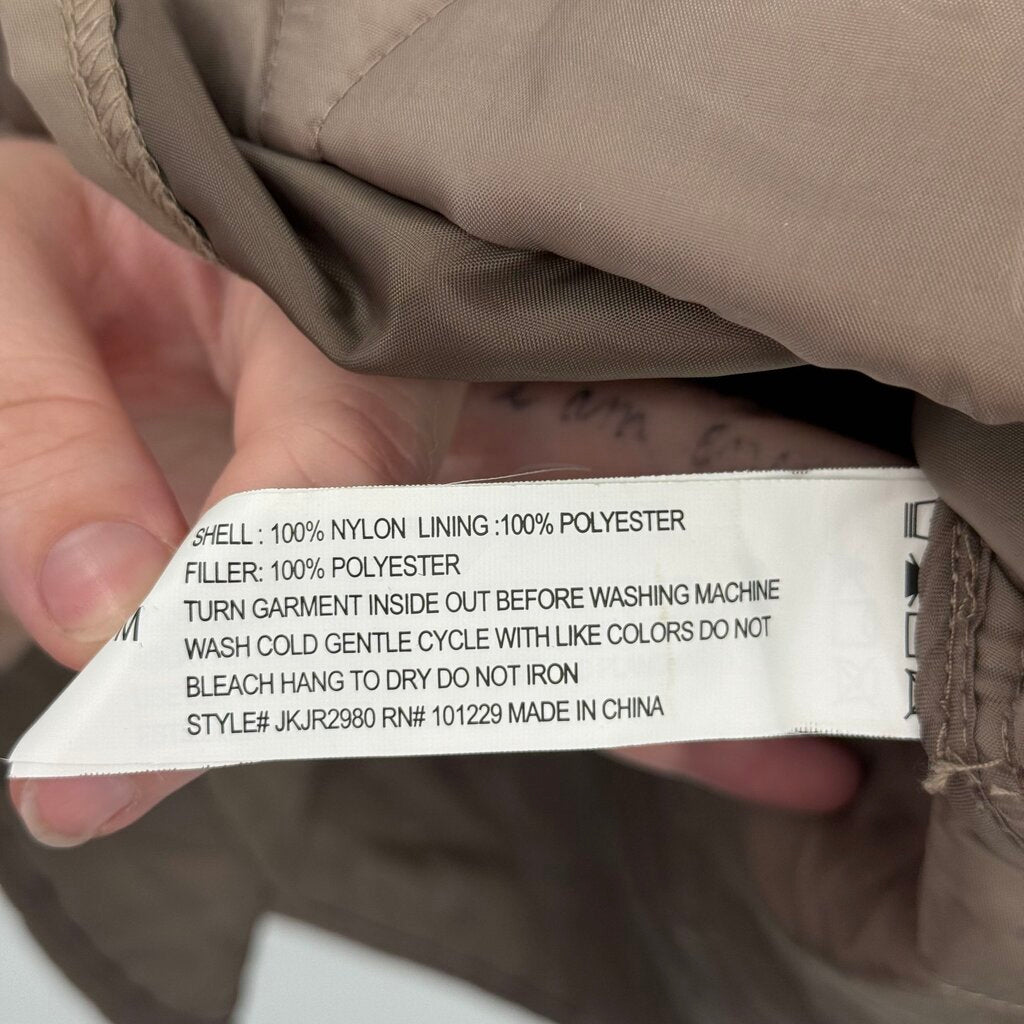 SHELL : 100% NYLON LINING :100% POLYESTER
FILLER: 100% POLYESTER
TURN GARMENT INSIDE OUT BEFORE WASHING MACHINE
M
WASH COLD GENTLE CYCLE WITH LIKE COLORS DO NOT
BLEACH HANG TO DRY DO NOT IRON
STYLE# JKJR2980 RN# 101229 MADE IN CHINA